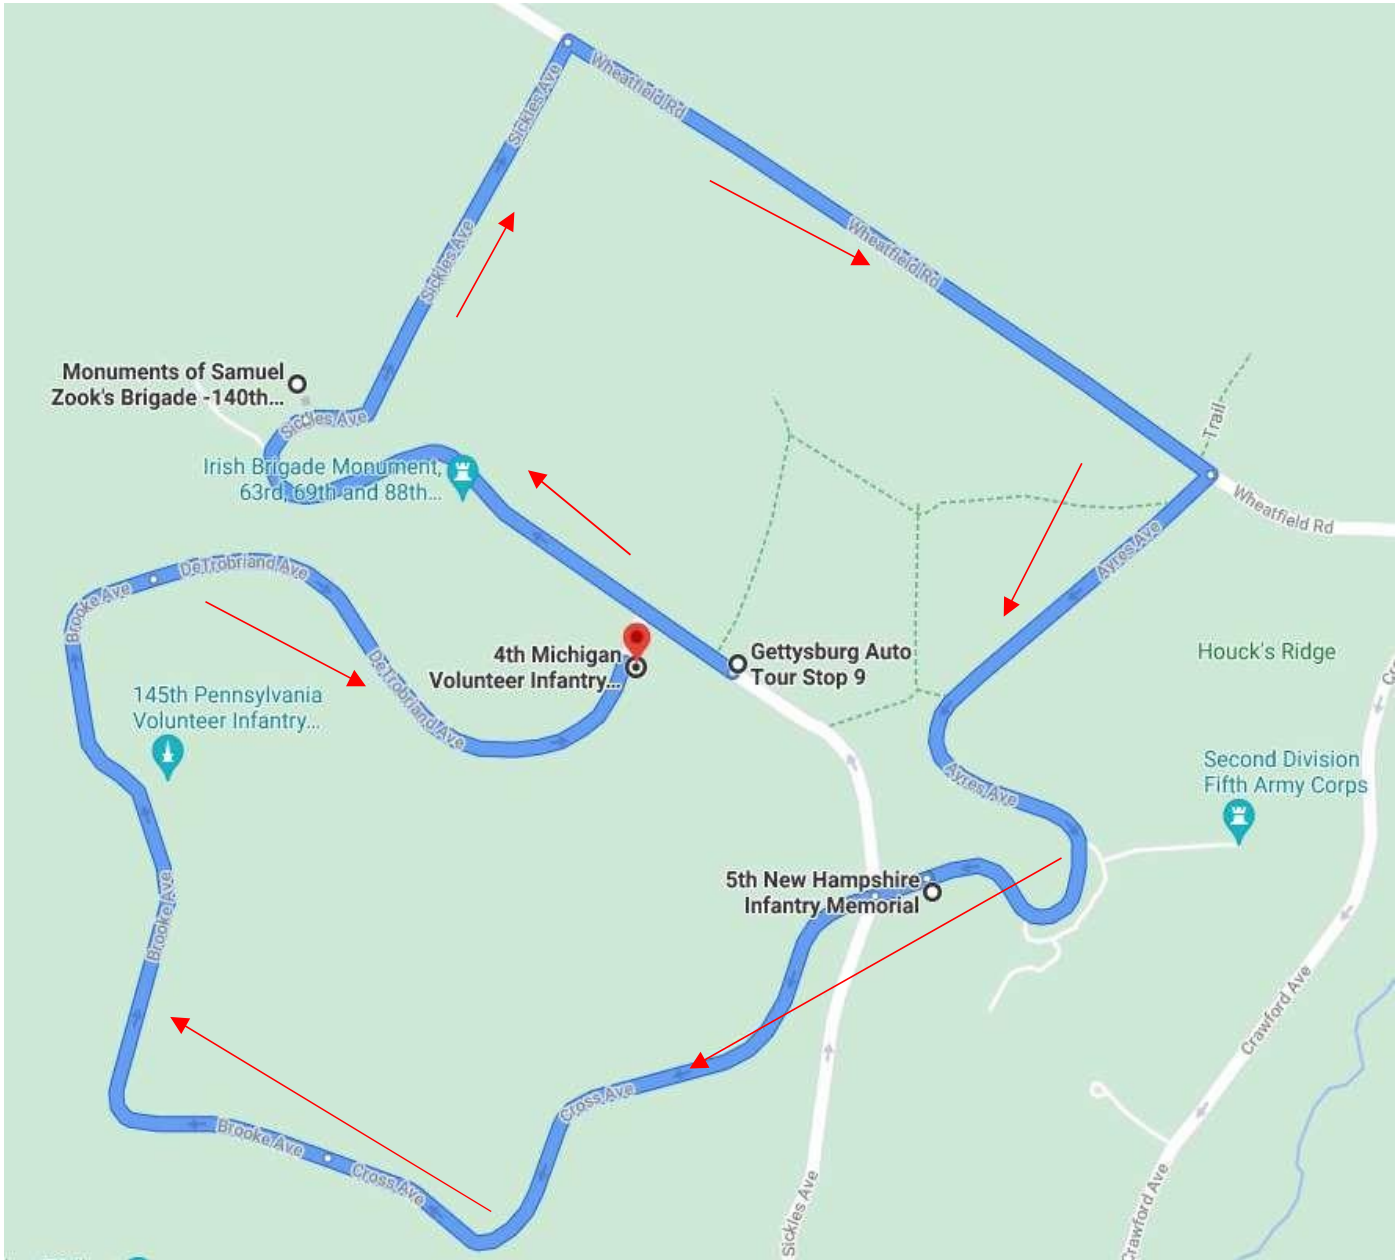 Sickles Ave
Wheatfield Rd
Sickles Ave
Wheatfield Rd
Monuments of Samuel
Zook's Brigade -140th...
Sickles Ave
Trail
Irish Brigade Monument,
63rd, 69th and 88th...
Wheatfield Rd
Ayres Ave
DeTrobriand Ave
Brooke Ave
4th Michigan
Volunteer Infantry...
Gettysburg Auto
Tour Stop 9
Houck's Ridge
DeTrobriand Ave
145th Pennsylvania
Volunteer Infantry...
Ayres Ave
Second Division
Fifth Army Corps
5th New Hampshire
Infantry Memorial
Brooke Ave
Crawford Ave
Cross Ave
Brooke Ave
Cross Ave
Sickles Ave
Crawford Ave